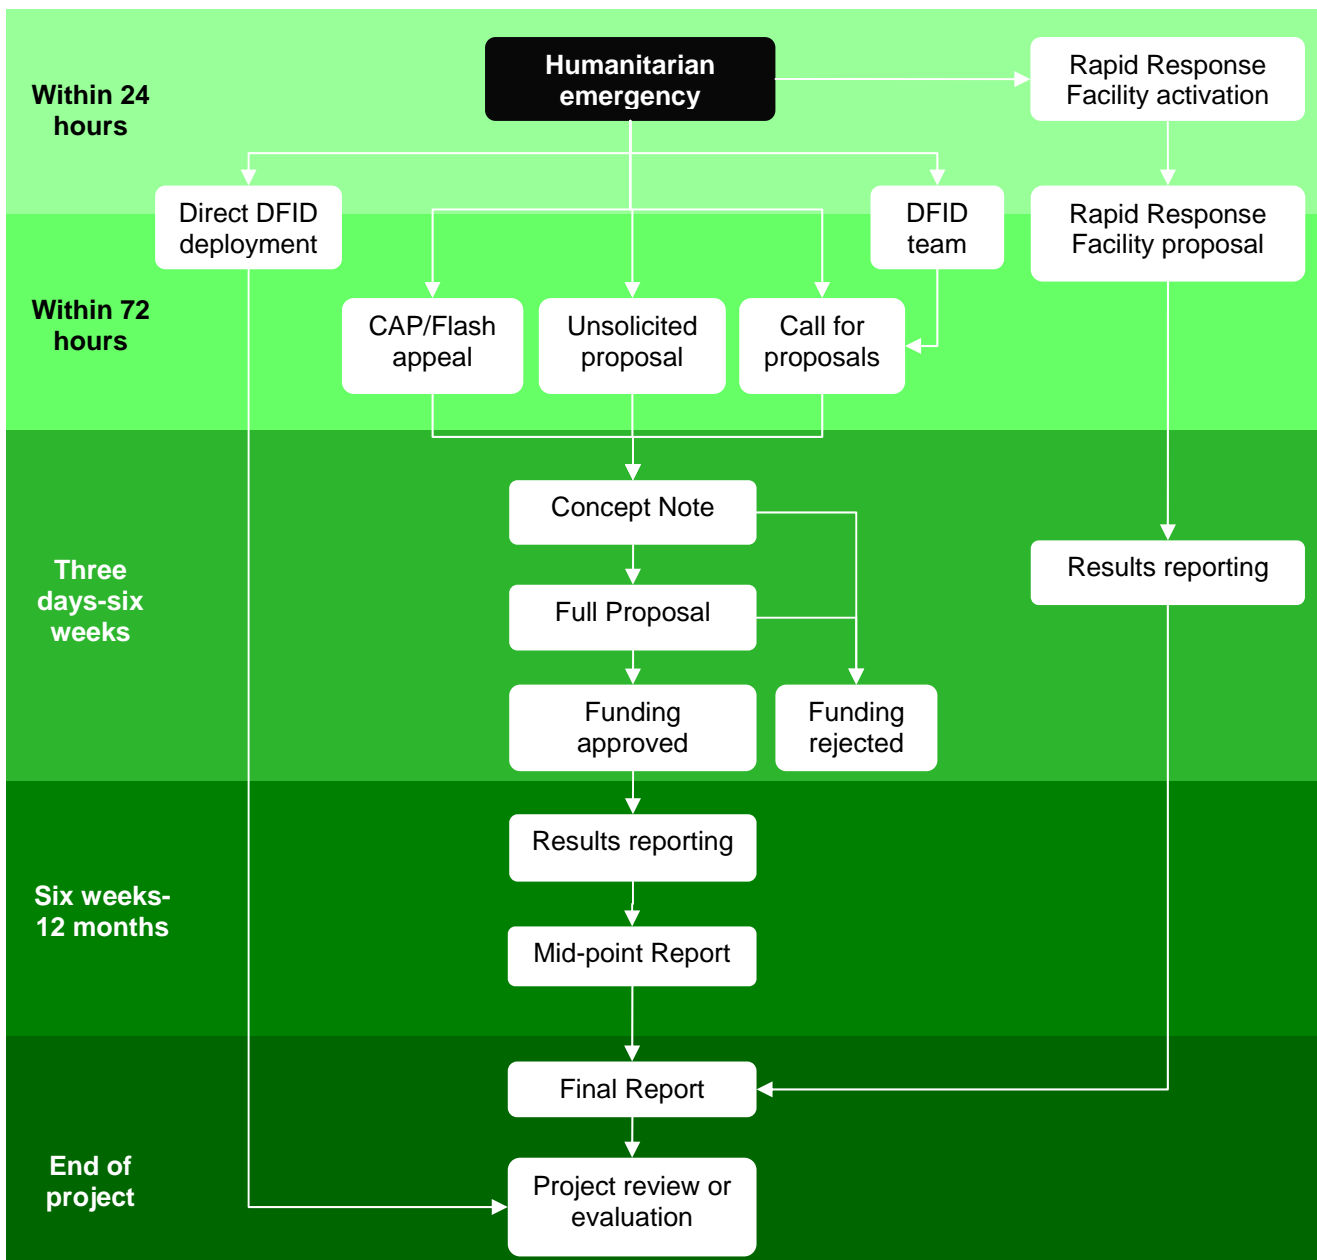 Within 24
hours
Humanitarian
emergency
Rapid Response
Facility activation
Direct DFID
deployment
DFID
team
Rapid Response
Facility proposal
Within 72
hours
CAP/Flash
appeal
Unsolicited
proposal
Call for
proposals
Three
days-six
weeks
Concept Note
Results reporting
Full Proposal
Funding
approved
Funding
rejected
Six weeks-
12 months
Results reporting
Mid-point Report
End of
project
Final Report
Project review or
evaluation